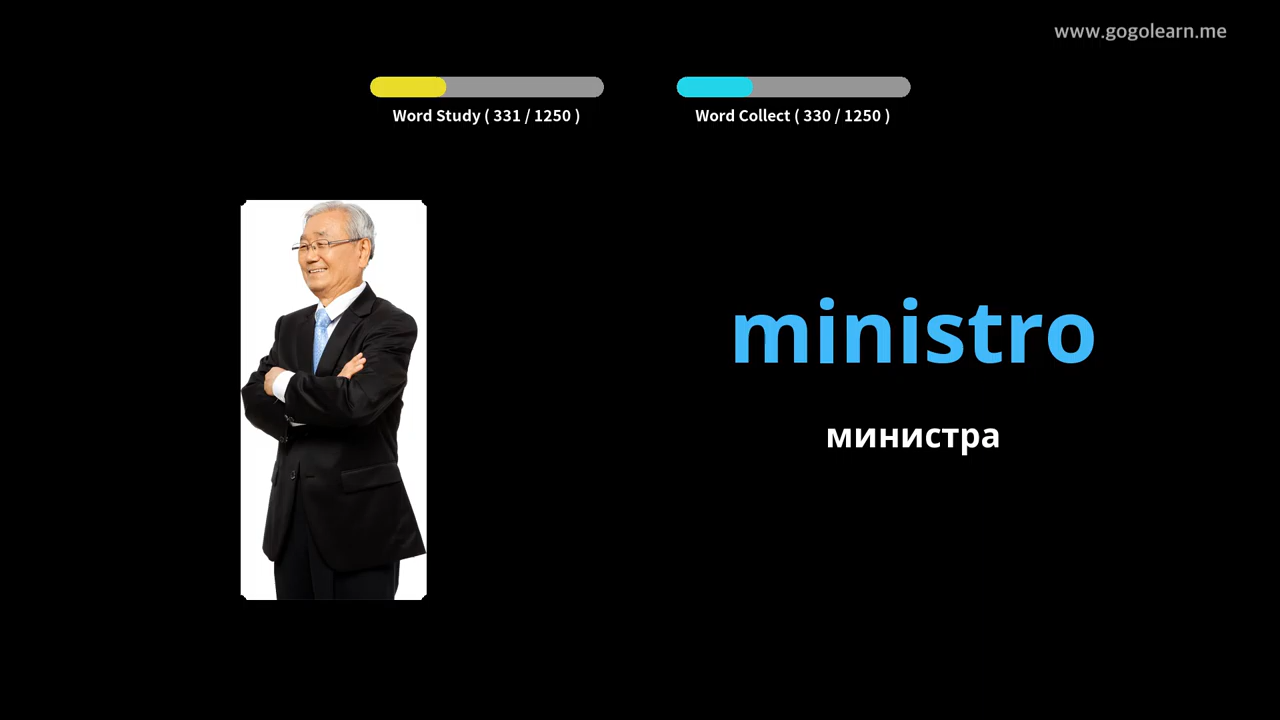 www.gogolearn.me
Word Study ( 331 / 1250 )
Word Collect ( 330 / 1250 )
ministro
министра